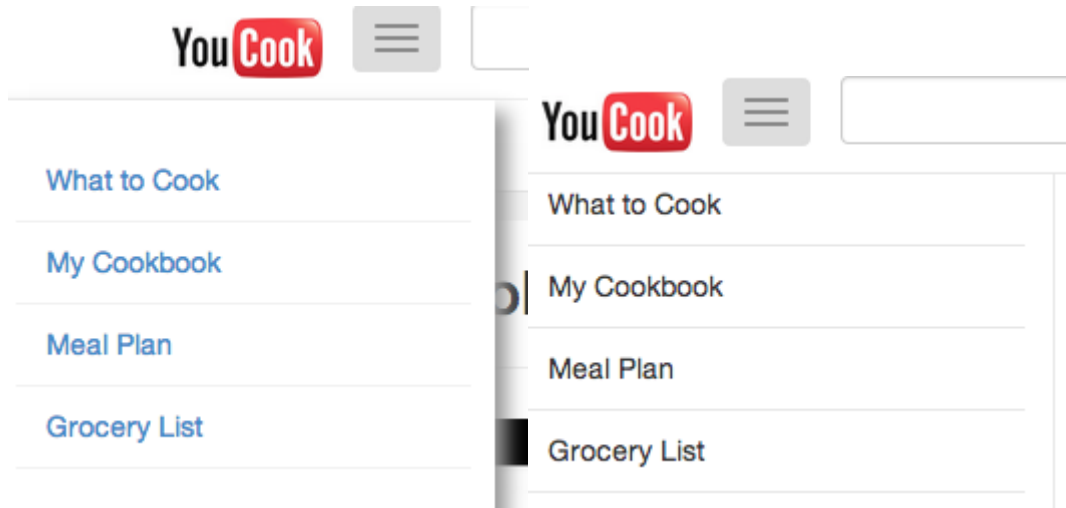 YouCook
What to Cook
My Cookbook
Meal Plan
Grocery List
YouCook
What to Cook
My Cookbook
Meal Plan
Grocery List